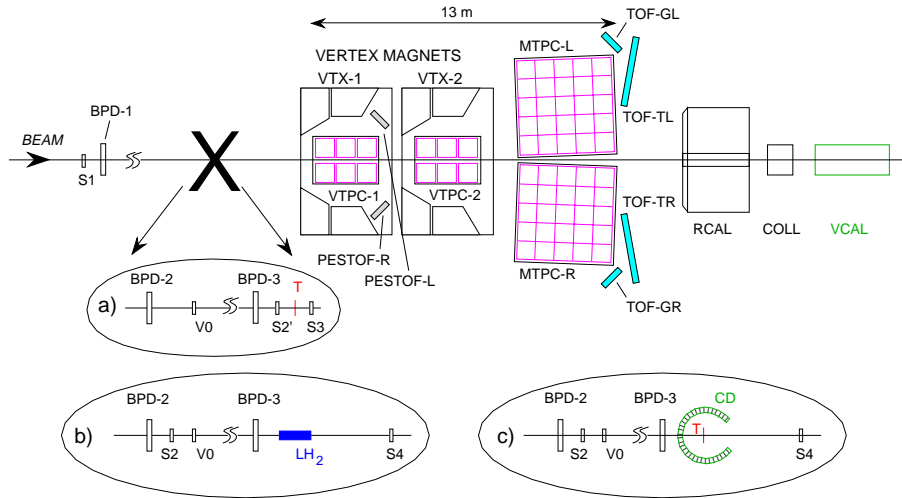 13 m
TOF-GL
MTPC-L
VERTEX MAGNETS
VTX-1
VTX-2
BPD-1
TOF-TL
BEAM
S1
X
VTPC-1
VTPC-2
TOF-TR
RCAL
COLL
VCAL
PESTOF-R
PESTOF-L
MTPC-R
TOF-GR
a)
BPD-2
BPD-3
T
V0
S2'
S3
b)
BPD-2
BPD-3
S2
V0
LH2
S4
c)
BPD-2
BPD-3
CD
T
S2
V0
S4